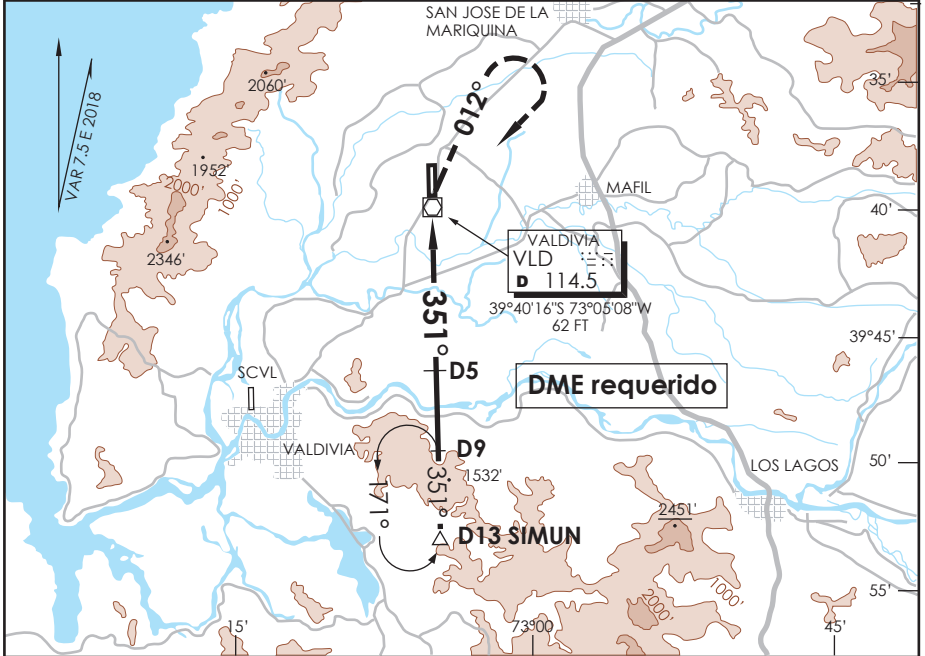 SAN JOSE DE LA
MARIQUINA
VAR 7.5 E 2018
2060'
35'
012°
1952'
2000'
1000'
MAFIL
40'
2346'
VALDIVIA
VLD
D 114.5
39°40'16"S 73°05'08"W
62 FT
351°
39°45'
SCVL
D5
DME requerido
VALDIVIA
D9
1532'
50'
LOS LAGOS
171°
351°
2451'
D13 SIMUN
1000'
2000'
55'
15'
73°00
45'